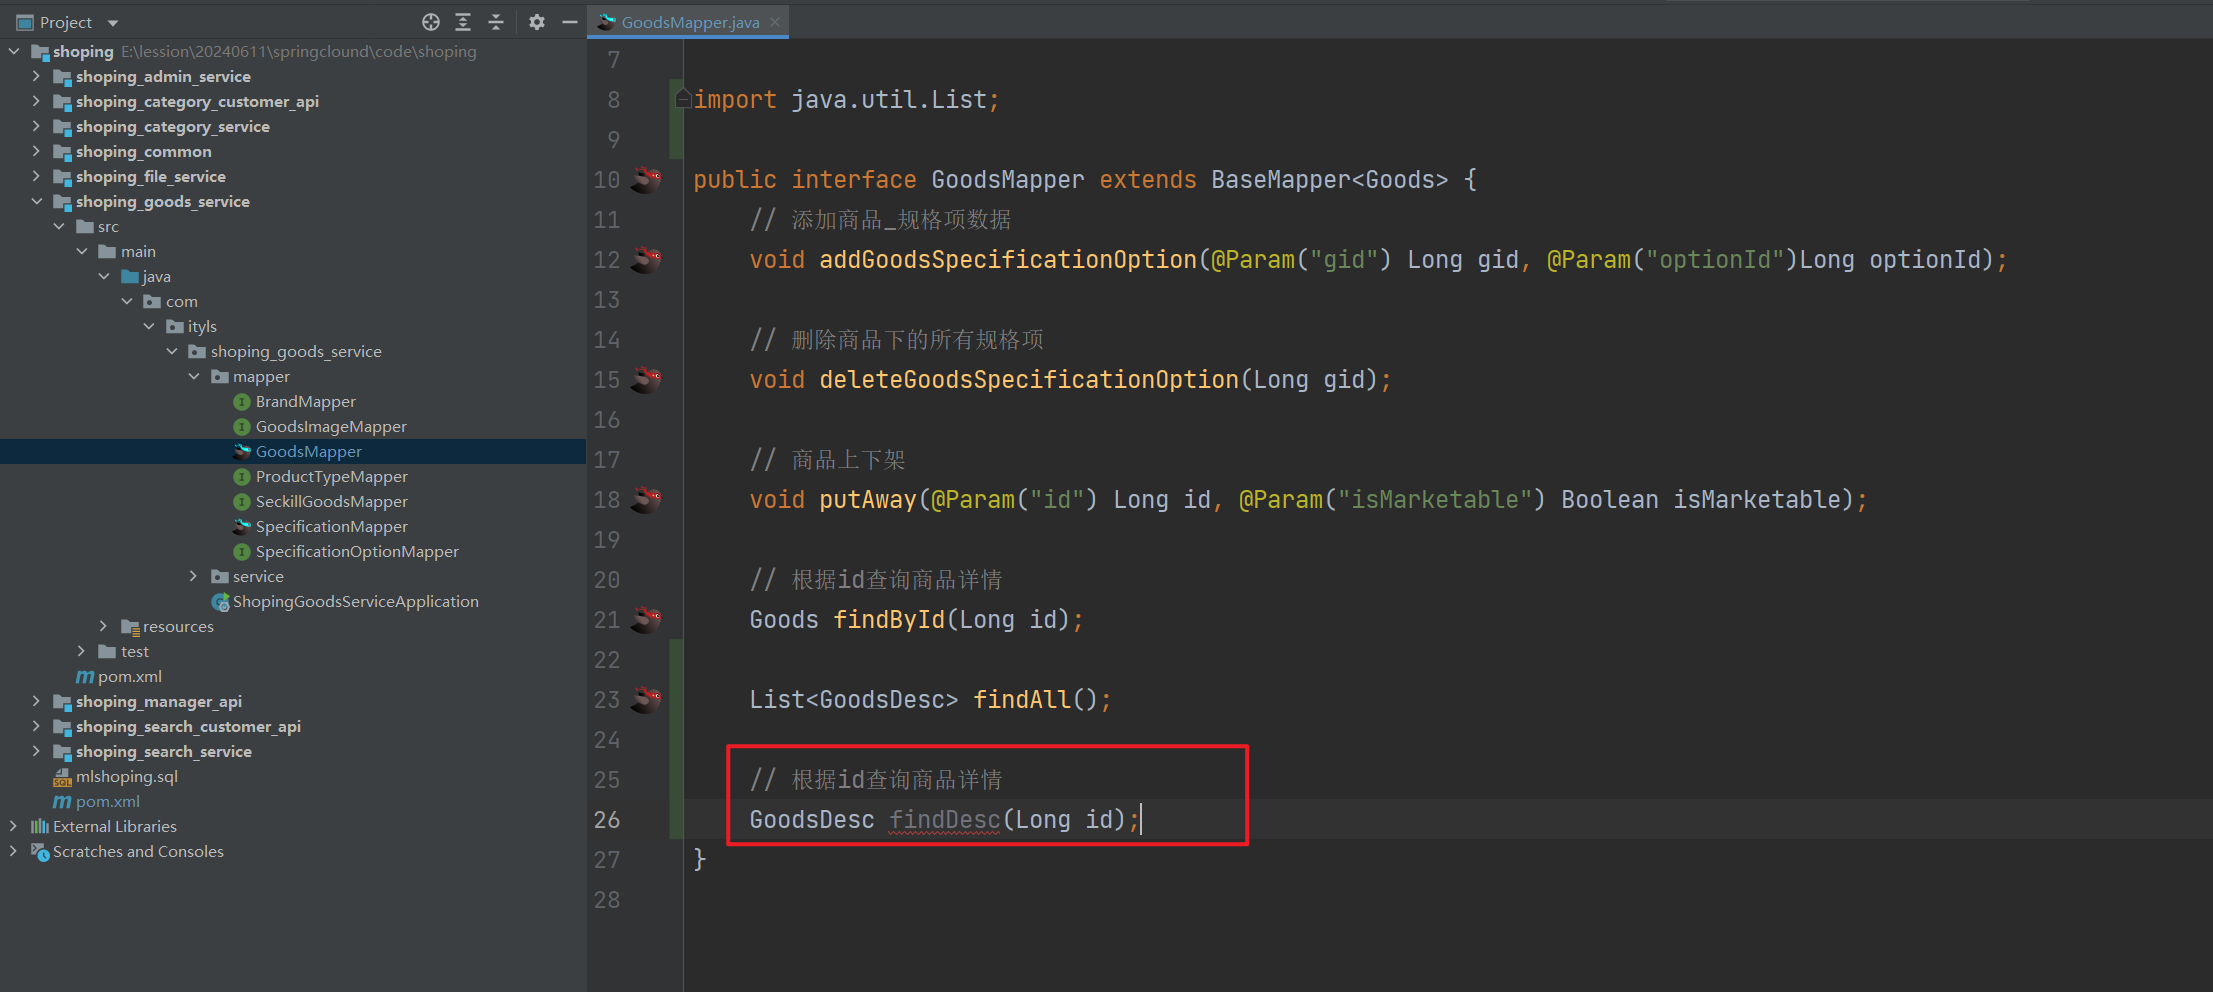 Project
shoping E:\lession\20240611\springclound\code\shoping
shoping_admin_service
shoping_category_customer_api
shoping_category_service
shoping_common
shoping_file_service
shoping_goods_service
src
main
java
com
ityls
shoping_goods_service
mapper
BrandMapper
GoodsImageMapper
GoodsMapper
ProductTypeMapper
SeckillGoodsMapper
SpecificationMapper
SpecificationOptionMapper
service
ShopingGoodsServiceApplication
resources
test
pom.xml
shoping_manager_api
shoping_search_customer_api
shoping_search_service
mlshoping.sql
pom.xml
External Libraries
Scratches and Consoles
GoodsMapper.java
7
8 import java.util.List;
9
10 public interface GoodsMapper extends BaseMapper<Goods> {
11 // 添加商品_规格项数据
12 void addGoodsSpecificationOption(@Param("gid") Long gid, @Param("optionId")Long optionId);
13
14 // 删除商品下的所有规格项
15 void deleteGoodsSpecificationOption(Long gid);
16
17 // 商品上下架
18 void putAway(@Param("id") Long id, @Param("isMarketable") Boolean isMarketable);
19
20 // 根据id查询商品详情
21 Goods findById(Long id);
22
23 List<GoodsDesc> findAll();
24
25 // 根据id查询商品详情
26 GoodsDesc findDesc(Long id);
27 }
28